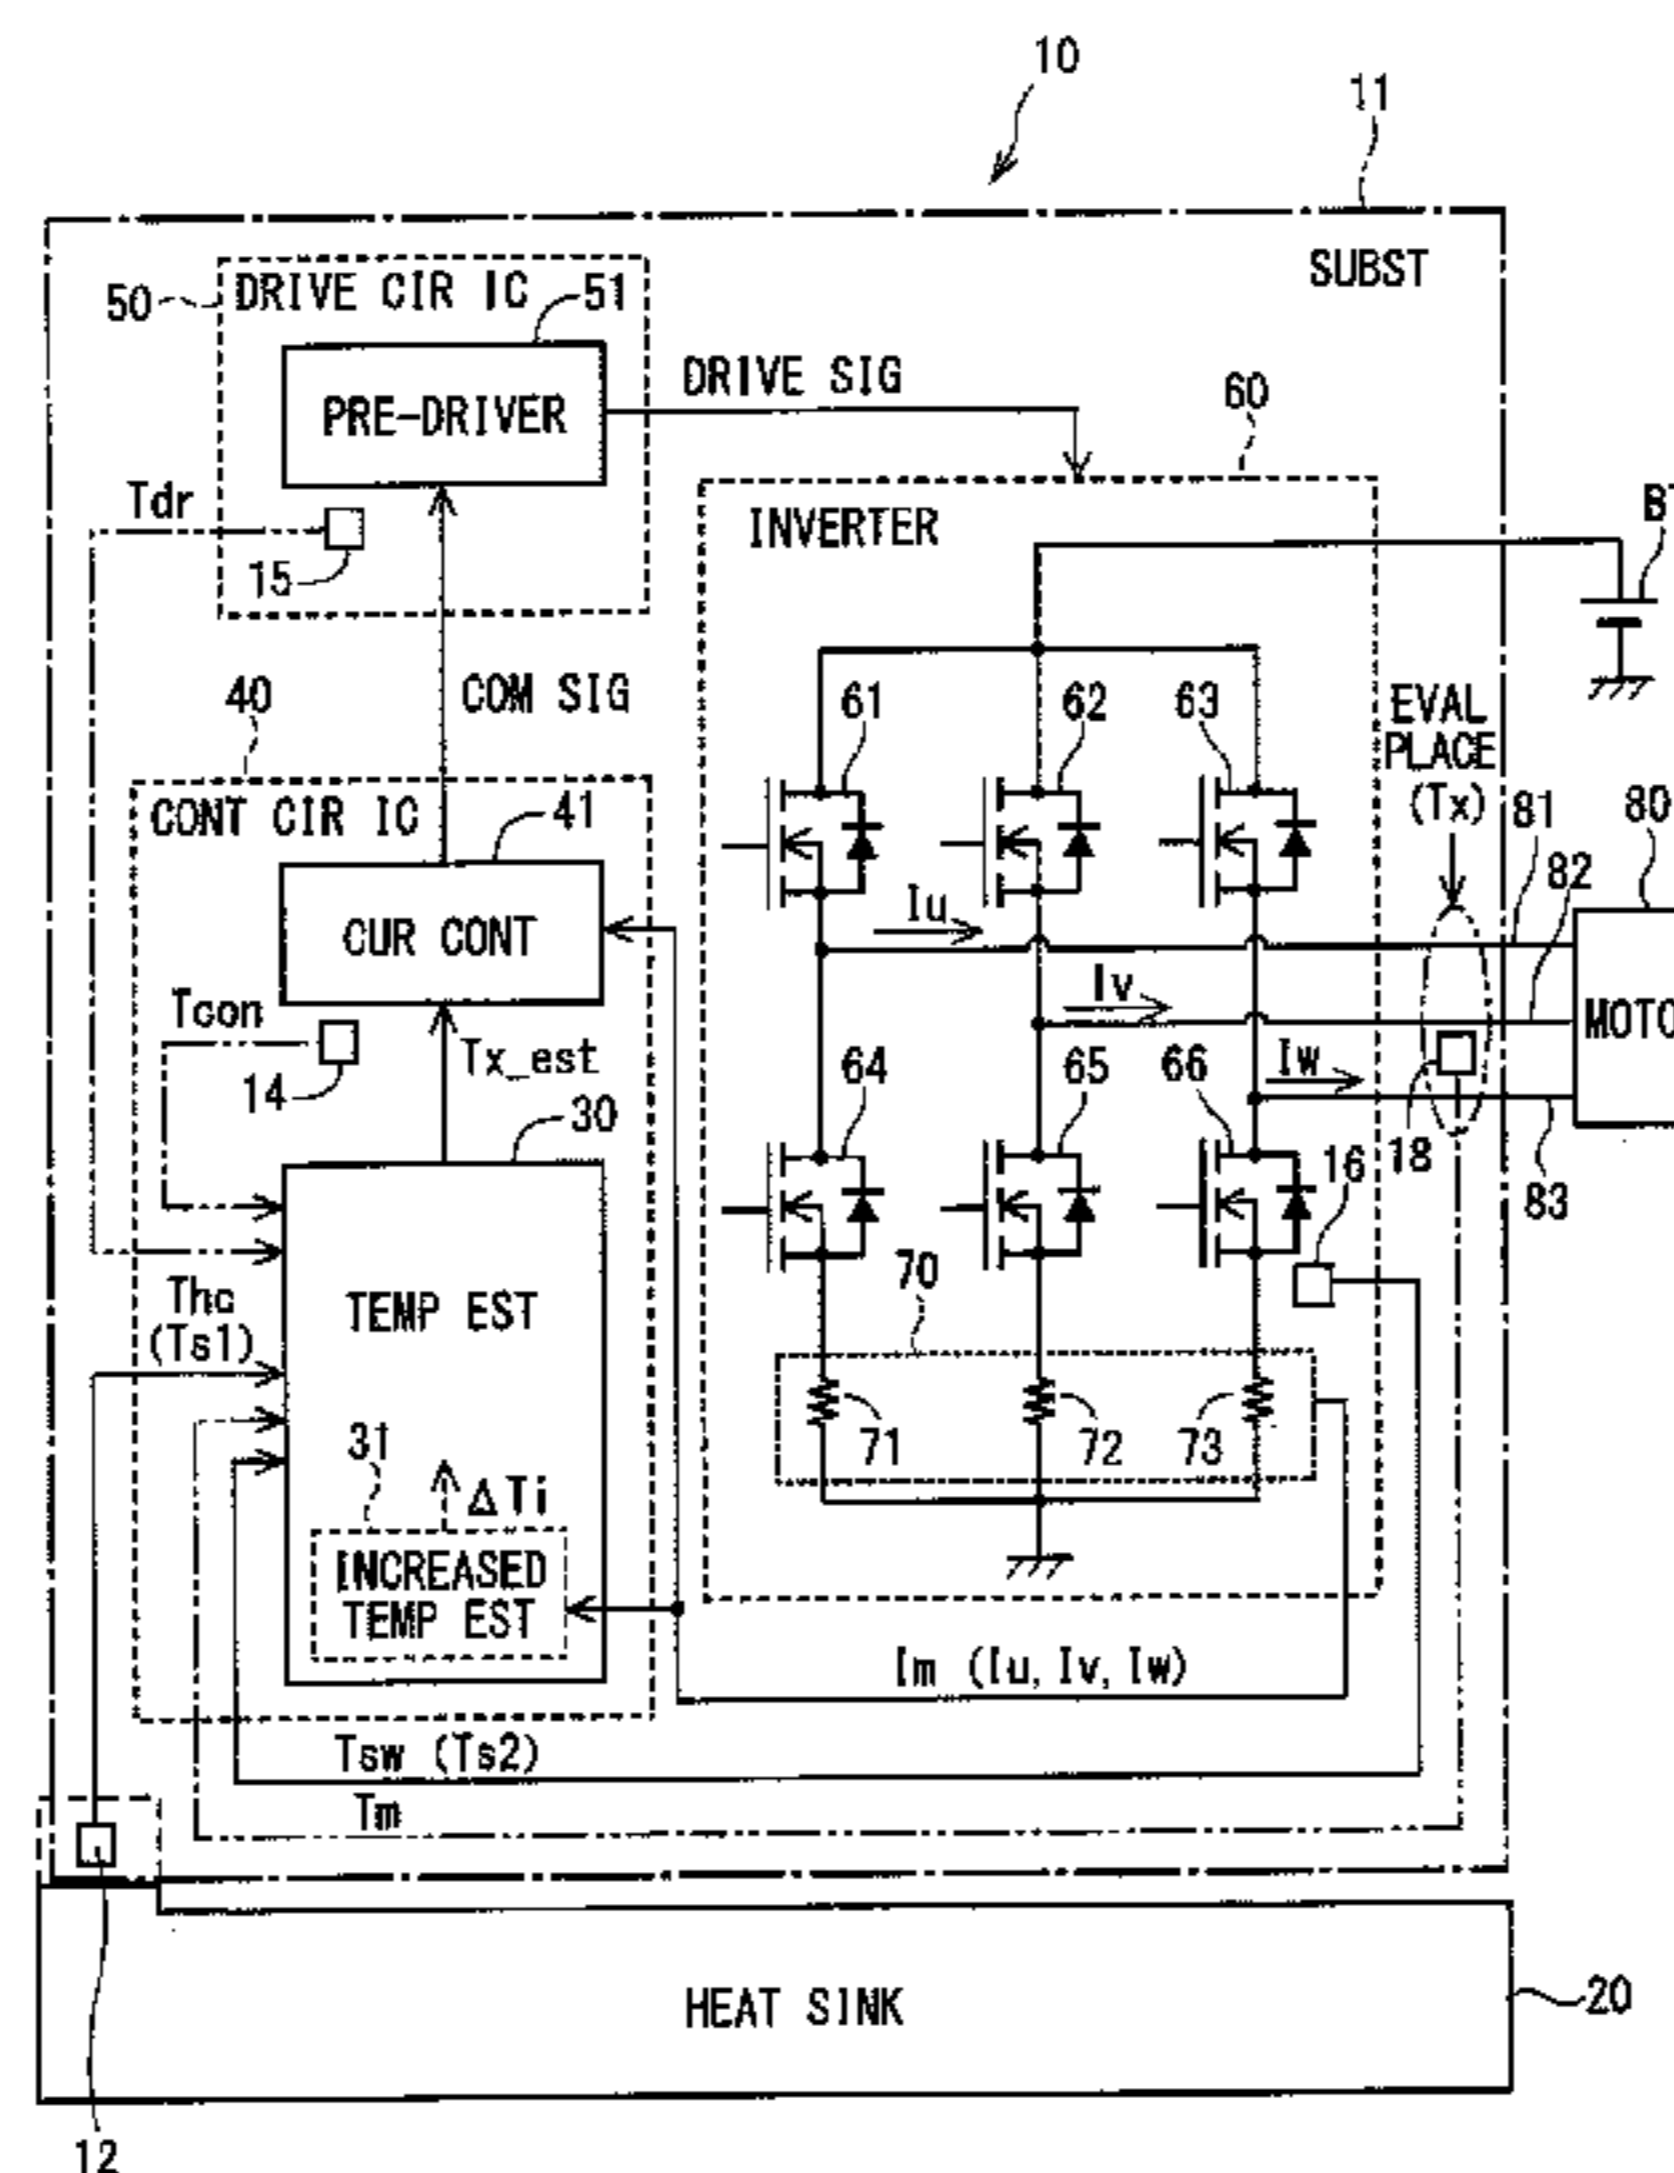 10
11
SUBST
50
DRIVE CIR IC
51
PRE-DRIVER
DRIVE SIG
60
Tdr
15
INVERTER
40
COM SIG
61
62
63
EVAL
PLACE
(Tx)
81
80
82
CONT CIR IC
41
CUR CONT
Iu
Iv
Iw
Tcon
14
Tx_est
30
64
65
66
16
18
83
Thc
(Ts1)
TEMP EST
70
71
72
73
31
ΔTi
INCREASED
TEMP EST
Im (Iu, Iv, Iw)
Tsw (Ts2)
Tm
HEAT SINK
20
12